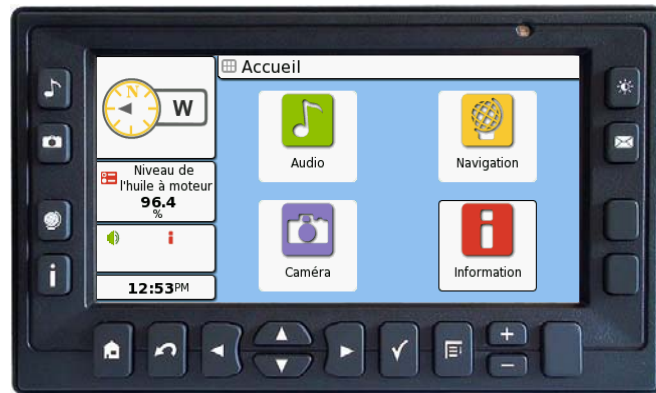 Accueil
N
W
Niveau de
l'huile à moteur
96.4
%
12:53PM
Audio
Navigation
Caméra
Information